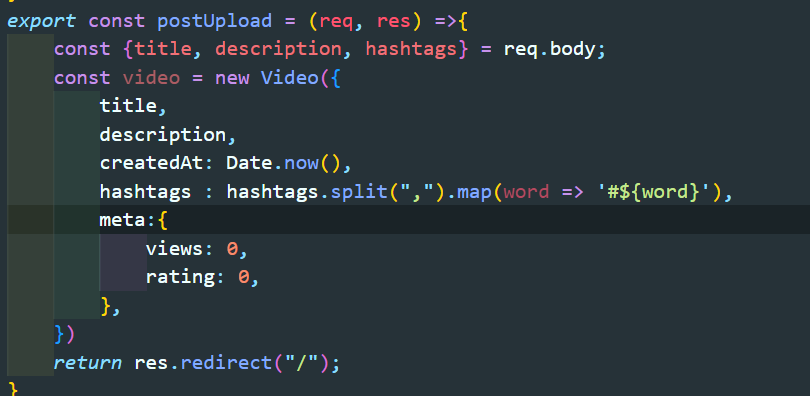 export const postUpload = (req, res) =>{
const {title, description, hashtags} = req.body;
const video = new Video({
title,
description,
createdAt: Date.now(),
hashtags : hashtags.split(",").map(word => '#${word}'),
meta:{
views: 0,
rating: 0,
},
})
return res.redirect("/");
}